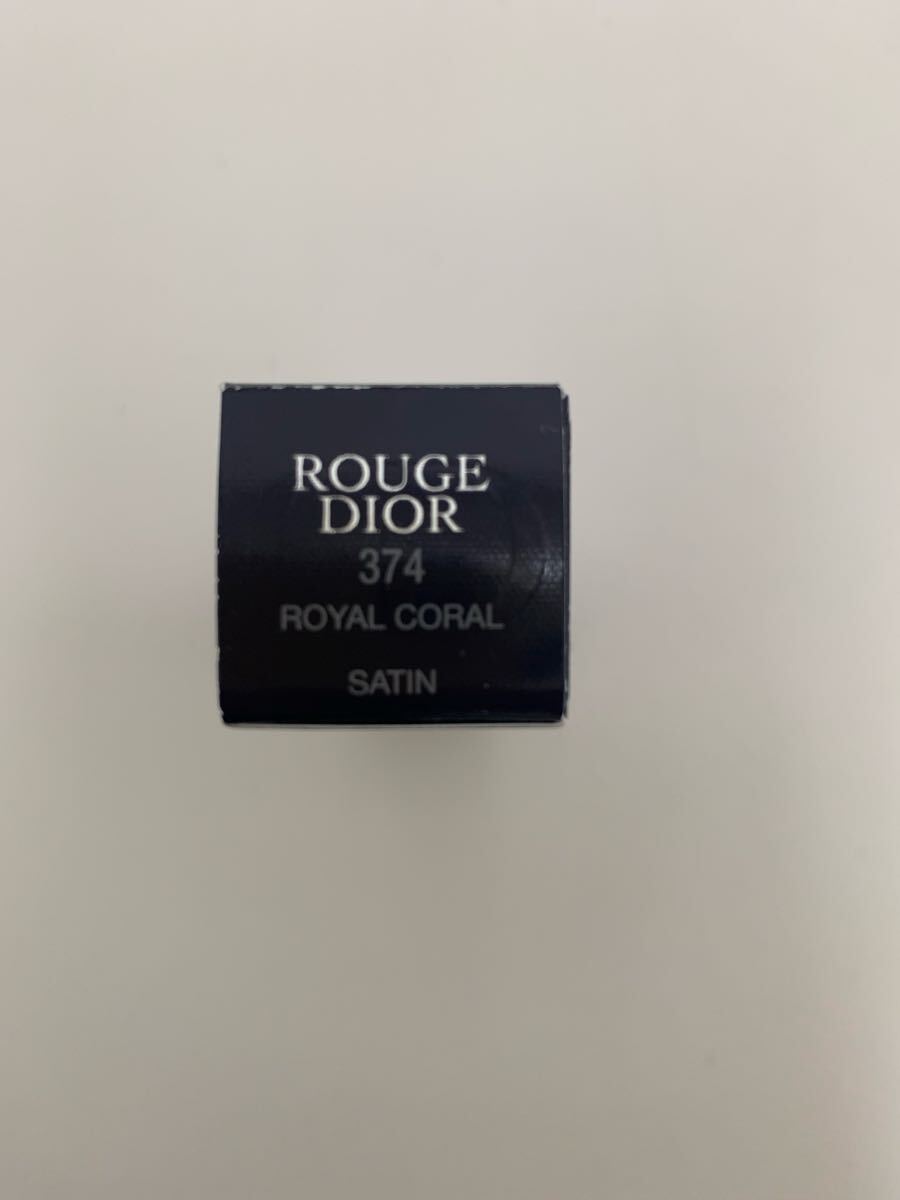 ROUGE
DIOR
374
ROYAL CORAL
SATIN